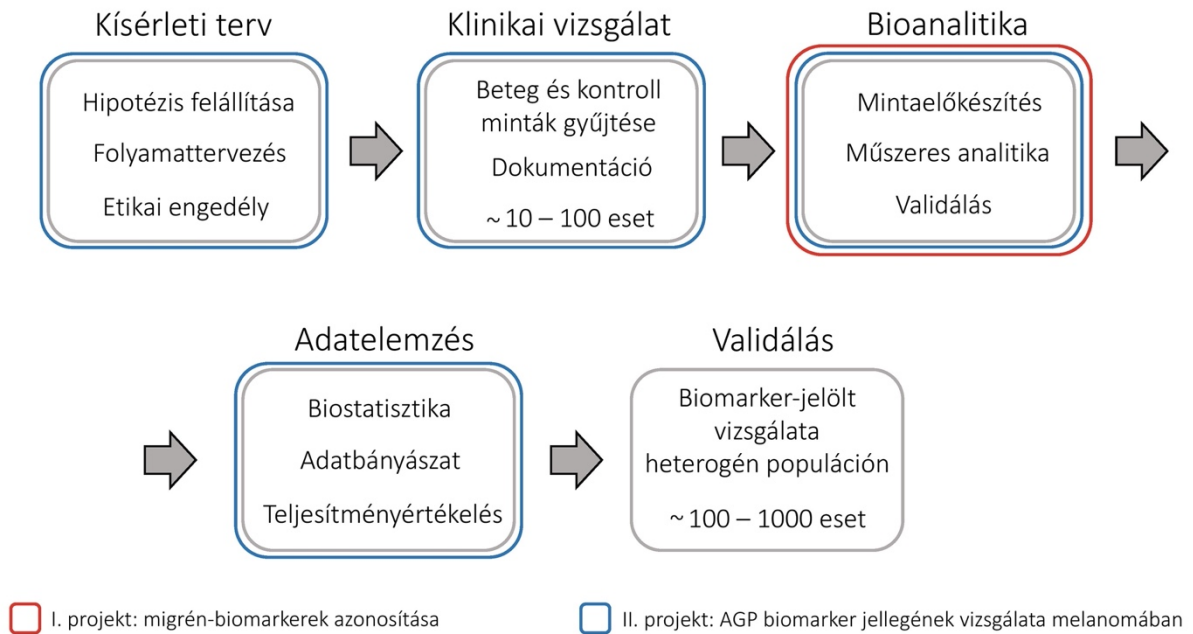 Kísérleti terv
Hipotézis felállítása
Folyamattervezés
Etikai engedély
Klinikai vizsgálat
Beteg és kontroll
minták gyűjtése
Dokumentáció
~ 10 – 100 eset
Bioanalitika
Mintaelőkészítés
Műszeres analitika
Validálás
Adatelemzés
Biostatisztika
Adatbányászat
Teljesítményértékelés
Validálás
Biomarker-jelölt
vizsgálata
heterogén populáción
~ 100 – 1000 eset
I. projekt: migrén-biomarkerek azonosítása
II. projekt: AGP biomarker jellegének vizsgálata melanomában